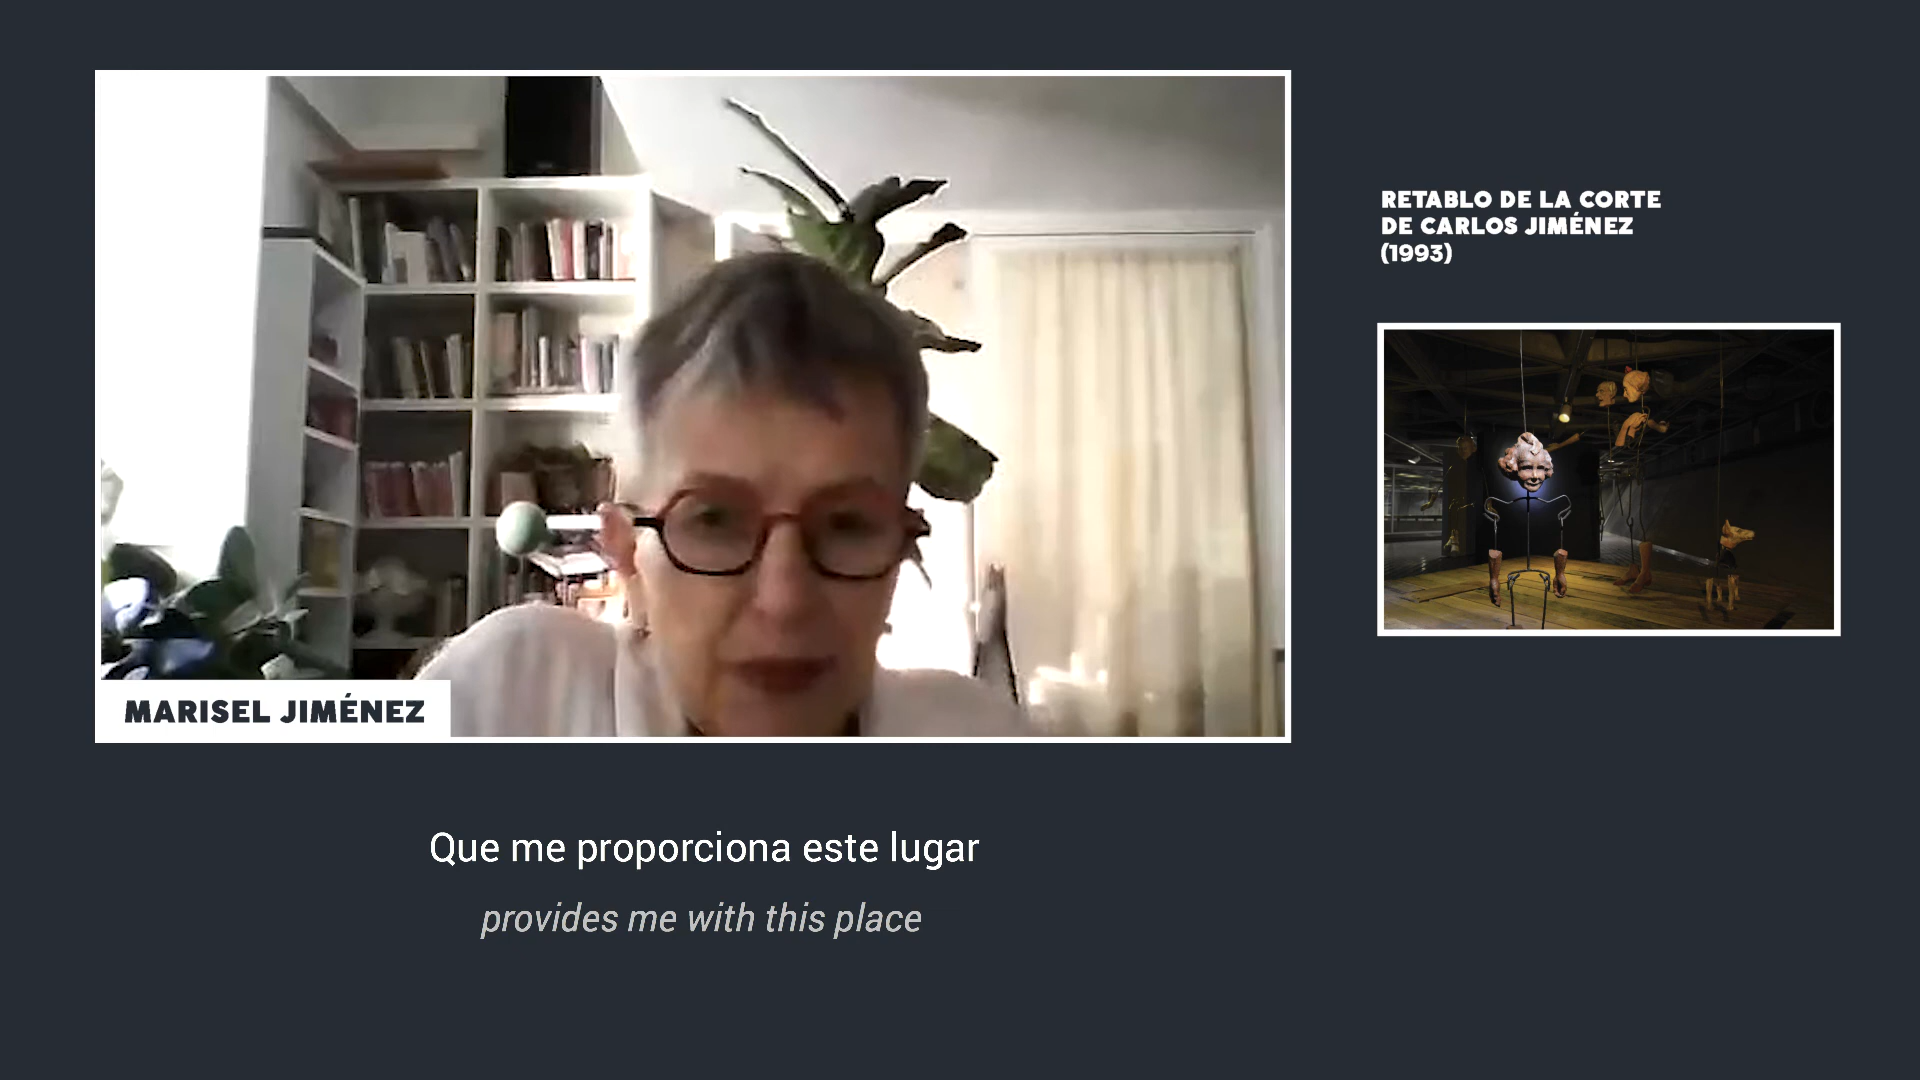 MARISEL JIMÉNEZ
RETABLO DE LA CORTE
DE CARLOS JIMÉNEZ
(1993)
Que me proporciona este lugar
provides me with this place